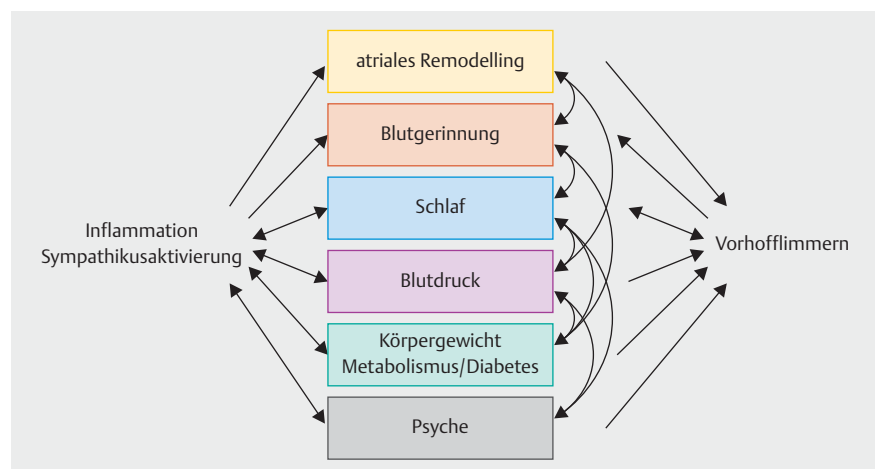 atriales Remodelling
Blutgerinnung
Schlaf
Inflammation
Sympathikusaktivierung
Vorhofflimmern
Blutdruck
Körpergewicht
Metabolismus/Diabetes
Psyche